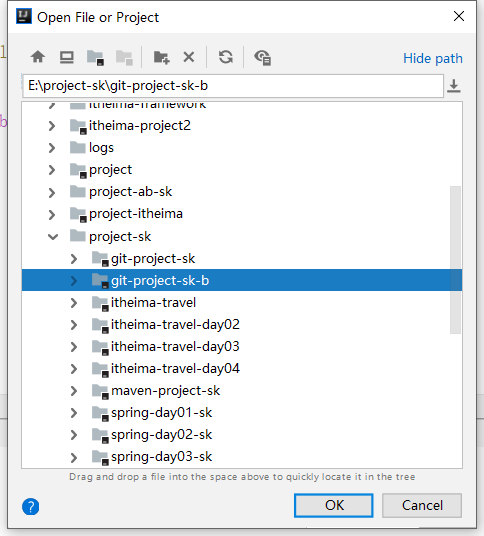 Open File or Project
Hide path
E:\project-sk\git-project-sk-b
itheima-framework
itheima-project2
logs
project
project-ab-sk
project-itheima
project-sk
git-project-sk
git-project-sk-b
itheima-travel
itheima-travel-day02
itheima-travel-day03
itheima-travel-day04
maven-project-sk
spring-day01-sk
spring-day02-sk
spring-day03-sk
Drag and drop a file into the space above to quickly locate it in the tree
?
OK
Cancel